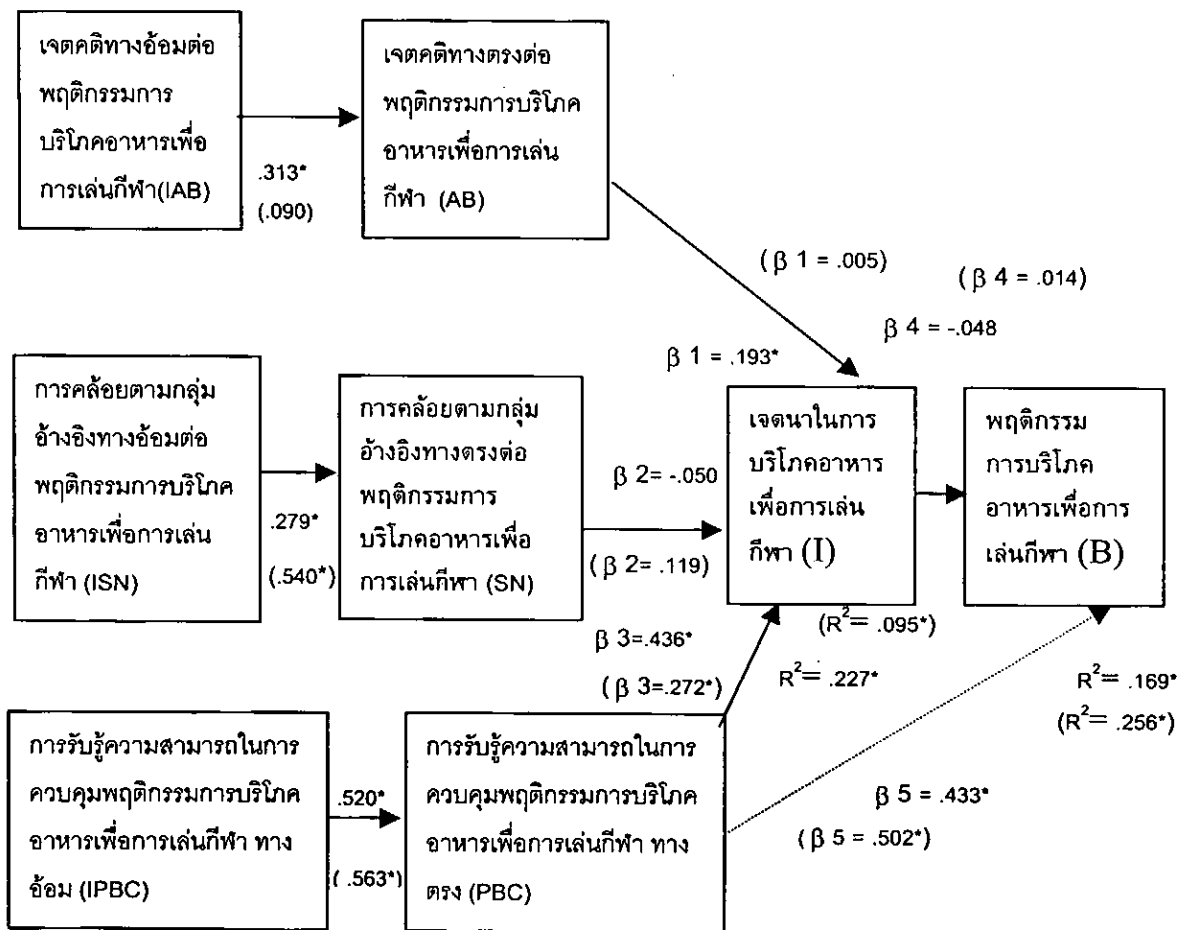 เจตคติทางอ้อมต่อ
พฤติกรรมการ
บริโภคอาหารเพื่อ
การเล่นกีฬา(IAB)
.313*
(.090)
เจตคติทางตรงต่อ
พฤติกรรมการบริโภค
อาหารเพื่อการเล่น
กีฬา (AB)
(β 1 = .005)
(β 4 = .014)
β 4 = -.048
β 1 = .193*
การคล้อยตามกลุ่ม
อ้างอิงทางอ้อมต่อ
พฤติกรรมการบริโภค
อาหารเพื่อการเล่น
กีฬา (ISN)
.279*
(.540*)
การคล้อยตามกลุ่ม
อ้างอิงทางตรงต่อ
พฤติกรรมการ
บริโภคอาหารเพื่อ
การเล่นกีฬา (SN)
β 2= -.050
(β 2= .119)
เจตนาในการ
บริโภคอาหาร
เพื่อการเล่น
กีฬา (I)
พฤติกรรม
การบริโภค
อาหารเพื่อการ
เล่นกีฬา (B)
β 3=.436*
(β 3=.272*)
(R²= .095*)
R²= .227*
R²= .169*
(R²= .256*)
การรับรู้ความสามารถในการ
ควบคุมพฤติกรรมการบริโภค
อาหารเพื่อการเล่นกีฬา ทาง
อ้อม (IPBC)
.520*
(.563*)
การรับรู้ความสามารถในการ
ควบคุมพฤติกรรมการบริโภค
อาหารเพื่อการเล่นกีฬา ทาง
ตรง (PBC)
β 5 = .433*
(β 5 = .502*)